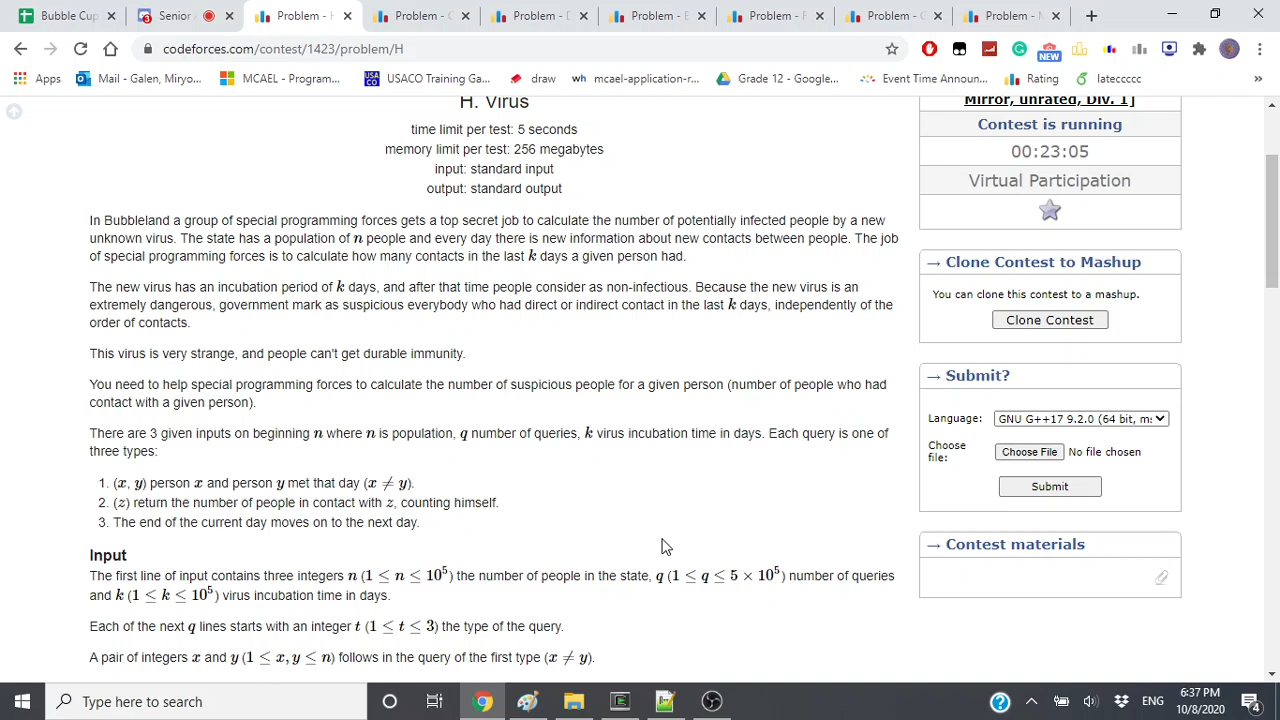 Bubble Cup
Senior
Problem - H
Problem - C
Problem - D
Problem - E
Problem - F
Problem - G
Problem - M
codeforces.com/contest/1423/problem/H
NEW
Apps
Mail - Galen, Miryo...
MCAEL - Program...
USACO Training Ga...
draw
mcael-application-r...
Grade 12 - Google...
Event Time Announ...
Rating
lateccccc
H. Virus
time limit per test: 5 seconds
memory limit per test: 256 megabytes
input: standard input
output: standard output
In Bubbleland a group of special programming forces gets a top secret job to calculate the number of potentially infected people by a new
unknown virus. The state has a population of n people and every day there is new information about new contacts between people. The job
of special programming forces is to calculate how many contacts in the last k days a given person had.
The new virus has an incubation period of k days, and after that time people consider as non-infectious. Because the new virus is an
extremely dangerous, government mark as suspicious everybody who had direct or indirect contact in the last k days, independently of the
order of contacts.
This virus is very strange, and people can't get durable immunity.
You need to help special programming forces to calculate the number of suspicious people for a given person (number of people who had
contact with a given person).
There are 3 given inputs on beginning n where n is population, q number of queries, k virus incubation time in days. Each query is one of
three types:
1. (x, y) person x and person y met that day (x ≠ y).
2. (z) return the number of people in contact with z, counting himself.
3. The end of the current day moves on to the next day.
Input
The first line of input contains three integers n (1 ≤ n ≤ 10^5) the number of people in the state, q (1 ≤ q ≤ 5 × 10^5) number of queries
and k (1 ≤ k ≤ 10^5) virus incubation time in days.
Each of the next q lines starts with an integer t (1 ≤ t ≤ 3) the type of the query.
A pair of integers x and y (1 ≤ x, y ≤ n) follows in the query of the first type (x ≠ y).
Mirror, unrated, Div. 1]
Contest is running
00:23:05
Virtual Participation
→ Clone Contest to Mashup
You can clone this contest to a mashup.
Clone Contest
→ Submit?
Language:
GNU G++17 9.2.0 (64 bit, ms
Choose
file:
Choose File No file chosen
Submit
→ Contest materials
Type here to search
ENG
6:37 PM
10/8/2020
4